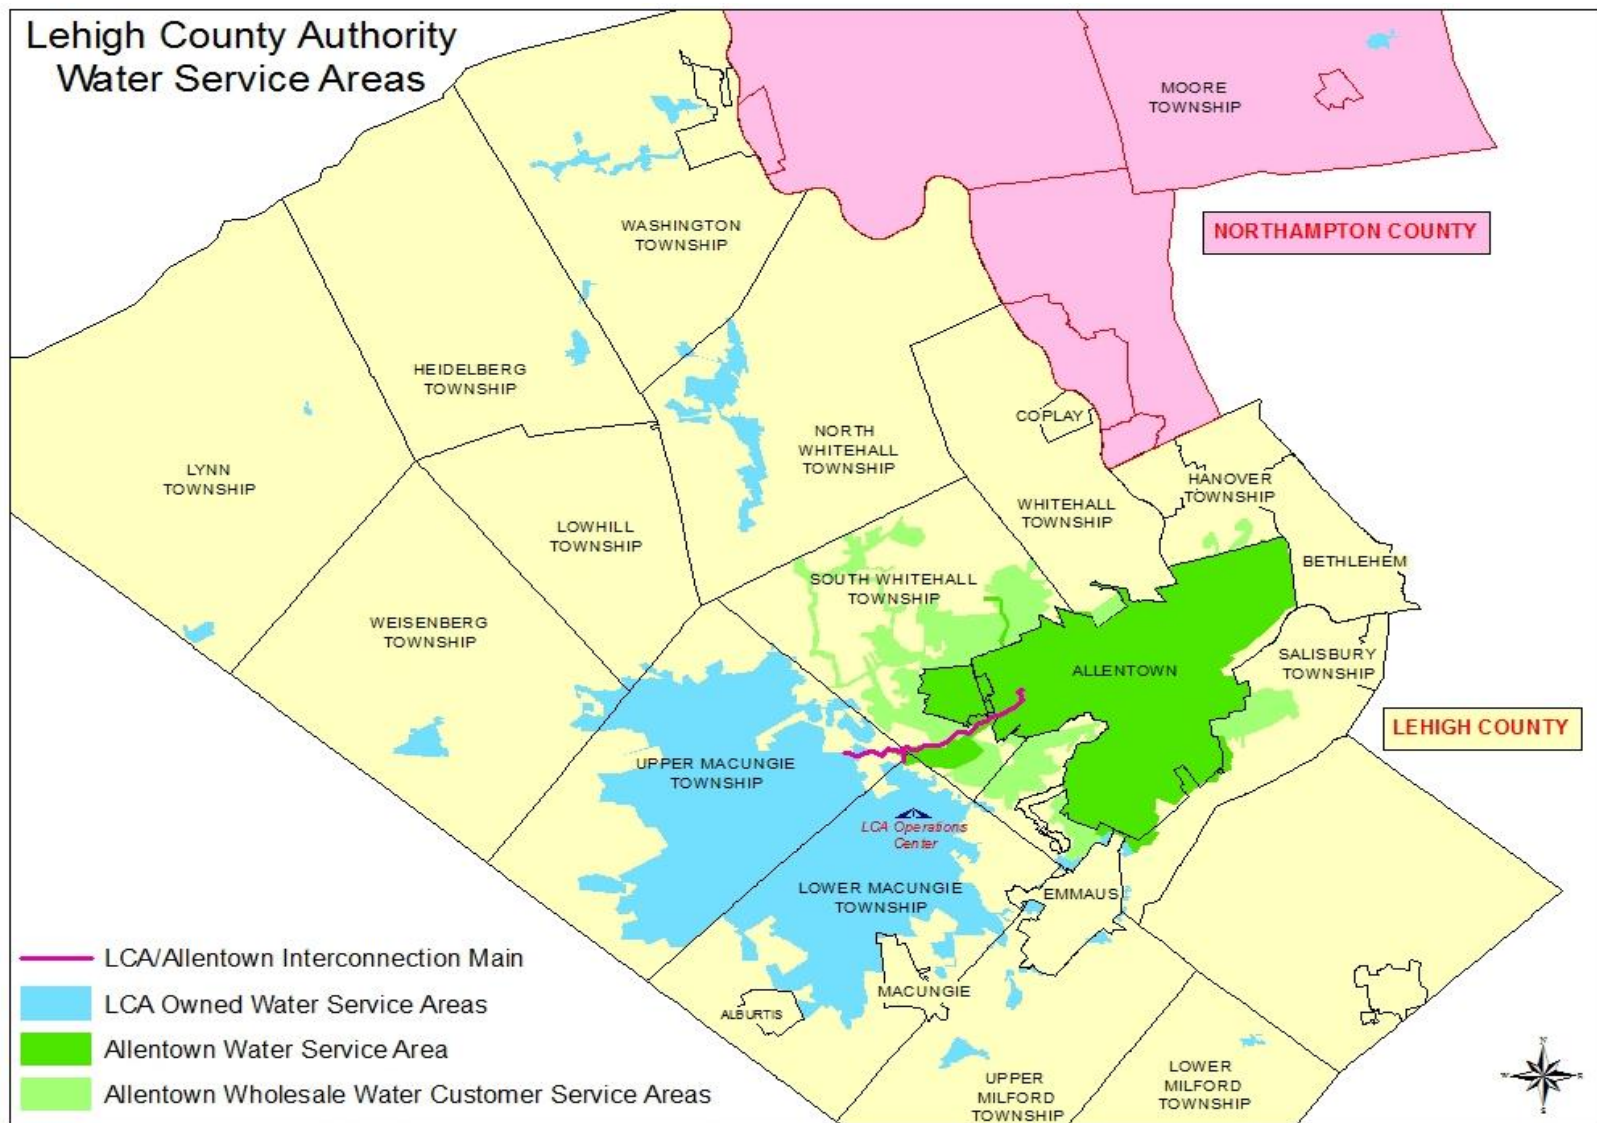 Lehigh County Authority
Water Service Areas
MOORE
TOWNSHIP
NORTHAMPTON COUNTY
WASHINGTON
TOWNSHIP
HEIDELBERG
TOWNSHIP
COPLAY
NORTH
WHITEHALL
TOWNSHIP
LYNN
TOWNSHIP
HANOVER
TOWNSHIP
WHITEHALL
TOWNSHIP
LOWHILL
TOWNSHIP
BETHLEHEM
SOUTH WHITEHALL
TOWNSHIP
WEISENBERG
TOWNSHIP
ALLENTOWN
SALISBURY
TOWNSHIP
LEHIGH COUNTY
UPPER MACUNGIE
TOWNSHIP
LCA Operations
Center
LOWER MACUNGIE
TOWNSHIP
EMMAUS
MACUNGIE
ALBURTIS
UPPER
MILFORD
TOWNSHIP
LOWER
MILFORD
TOWNSHIP
LCA/Allentown Interconnection Main
LCA Owned Water Service Areas
Allentown Water Service Area
Allentown Wholesale Water Customer Service Areas
N
W
E
S